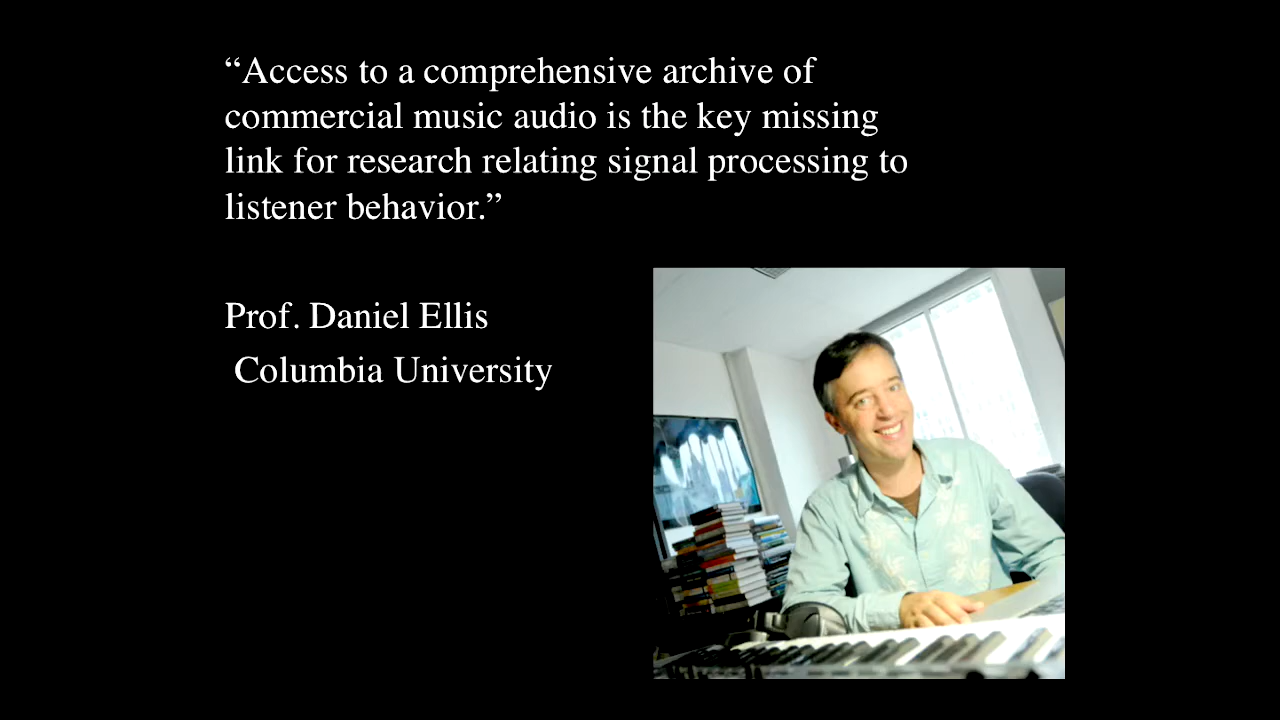 “Access to a comprehensive archive of
commercial music audio is the key missing
link for research relating signal processing to
listener behavior.”
Prof. Daniel Ellis
Columbia University